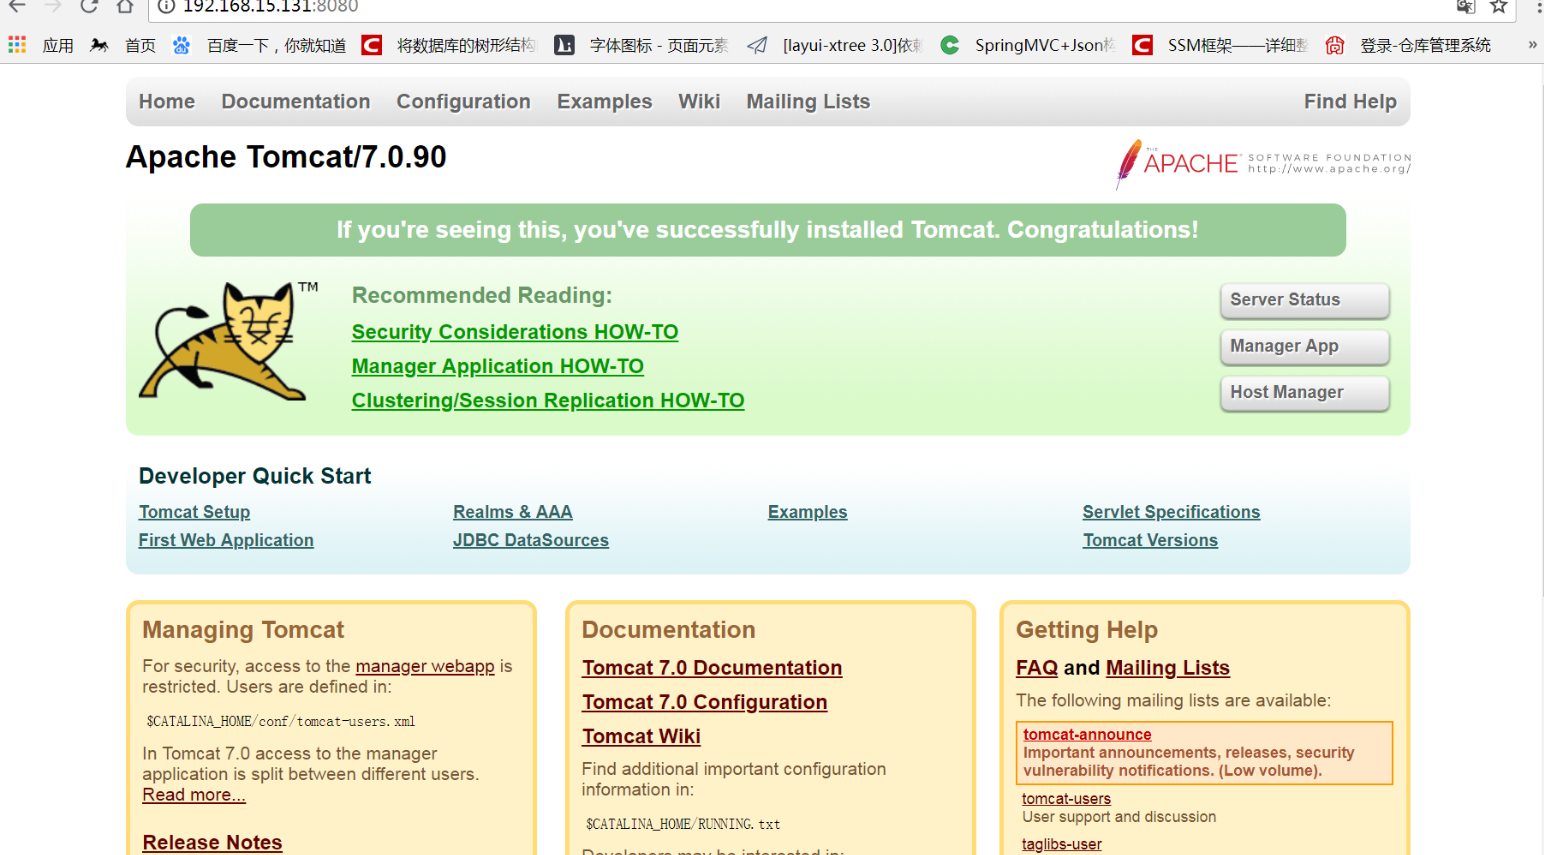 192.168.15.131:8080
应用 首页 百度一下，你就知道 将数据库的树形结构 字体图标 - 页面元素 [layui-xtree 3.0]依赖 SpringMVC+Json构 SSM框架——详细整 登录-仓库管理系统 »
Home Documentation Configuration Examples Wiki Mailing Lists Find Help
Apache Tomcat/7.0.90
THE APACHE SOFTWARE FOUNDATION
http://www.apache.org/
If you're seeing this, you've successfully installed Tomcat. Congratulations!
TM
Recommended Reading:
Security Considerations HOW-TO
Manager Application HOW-TO
Clustering/Session Replication HOW-TO
Server Status
Manager App
Host Manager
Developer Quick Start
Tomcat Setup
First Web Application
Realms & AAA
JDBC DataSources
Examples
Servlet Specifications
Tomcat Versions
Managing Tomcat
For security, access to the manager webapp is
restricted. Users are defined in:
$CATALINA_HOME/conf/tomcat-users.xml
In Tomcat 7.0 access to the manager
application is split between different users.
Read more...
Release Notes
Documentation
Tomcat 7.0 Documentation
Tomcat 7.0 Configuration
Tomcat Wiki
Find additional important configuration
information in:
$CATALINA_HOME/RUNNING.txt
Developers may be interested in:
Getting Help
FAQ and Mailing Lists
The following mailing lists are available:
tomcat-announce
Important announcements, releases, security
vulnerability notifications. (Low volume).
tomcat-users
User support and discussion
taglibs-user